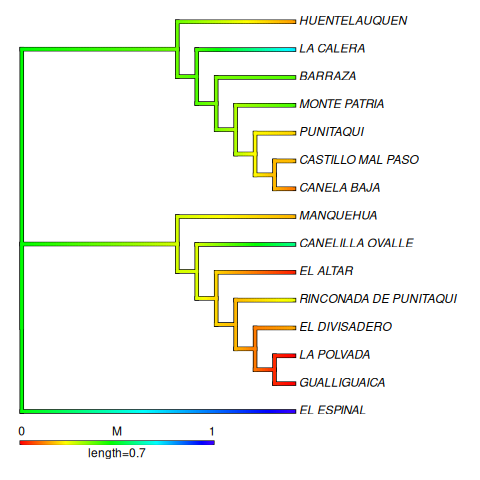 HUENTELAUQUEN
LA CALERA
BARRAZA
MONTE PATRIA
PUNITAQUI
CASTILLO MAL PASO
CANELA BAJA
MANQUEHUA
CANELILLA OVALLE
EL ALTAR
RINCONADA DE PUNITAQUI
EL DIVISADERO
LA POLVADA
GUALLIGUAICA
EL ESPINAL
0 M 1
length=0.7